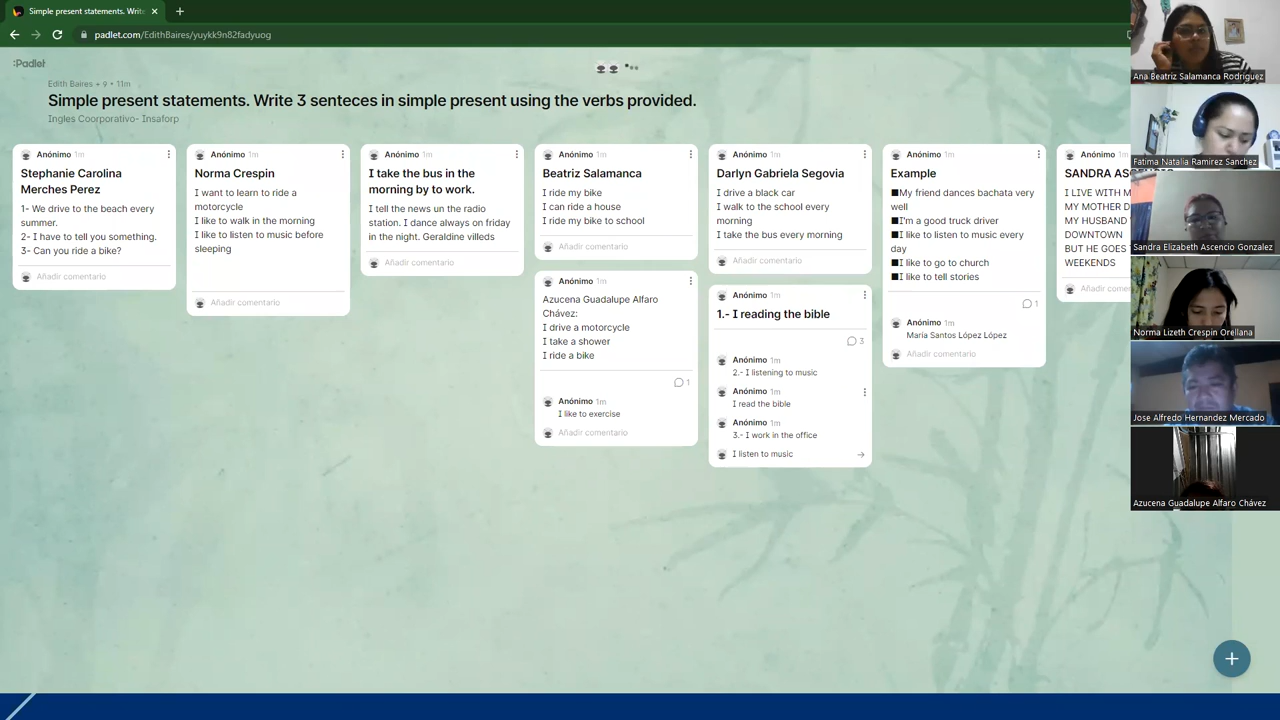 Simple present statements. Writ
padlet.com/EdithBaires/yuykk9n82fadyuog
:Padlet
Edith Baires + 9 • 11m
Simple present statements. Write 3 senteces in simple present using the verbs provided.
Ingles Coorporativo- Insaforp
Anónimo 1m
Stephanie Carolina
Merches Perez
1- We drive to the beach every
summer.
2- I have to tell you something.
3- Can you ride a bike?
Añadir comentario
Anónimo 1m
Norma Crespin
I want to learn to ride a
motorcycle
I like to walk in the morning
I like to listen to music before
sleeping
Añadir comentario
Anónimo 1m
I take the bus in the
morning by to work.
I tell the news un the radio
station. I dance always on friday
in the night. Geraldine villeds
Añadir comentario
Anónimo 1m
Beatriz Salamanca
I ride my bike
I can ride a house
I ride my bike to school
Añadir comentario
Anónimo 1m
Azucena Guadalupe Alfaro
Chávez:
I drive a motorcycle
I take a shower
I ride a bike
1
Anónimo 1m
I like to exercise
Añadir comentario
Anónimo 1m
Darlyn Gabriela Segovia
I drive a black car
I walk to the school every
morning
I take the bus every morning
Añadir comentario
Anónimo 1m
1.- I reading the bible
3
Anónimo 1m
2.- I listening to music
Anónimo 1m
I read the bible
Anónimo 1m
3.- I work in the office
I listen to music
Anónimo 1m
Example
■My friend dances bachata very
well
■I'm a good truck driver
■I like to listen to music every
day
■I like to go to church
■I like to tell stories
1
Anónimo 1m
Maria Santos López López
Añadir comentario
Anónimo 1m
SANDRA ASCENCIO
I LIVE WITH M
MY MOTHER D
MY HUSBAND
DOWNTOWN
BUT HE GOES
WEEKENDS
Añadir come
Ana Beatriz Salamanca Rodriguez
Fatima Natalia Ramirez Sanchez
Sandra Elizabeth Ascencio Gonzalez
Norma Lizeth Crespin Orellana
Jose Alfredo Hernandez Mercado
Azucena Guadalupe Alfaro Chávez